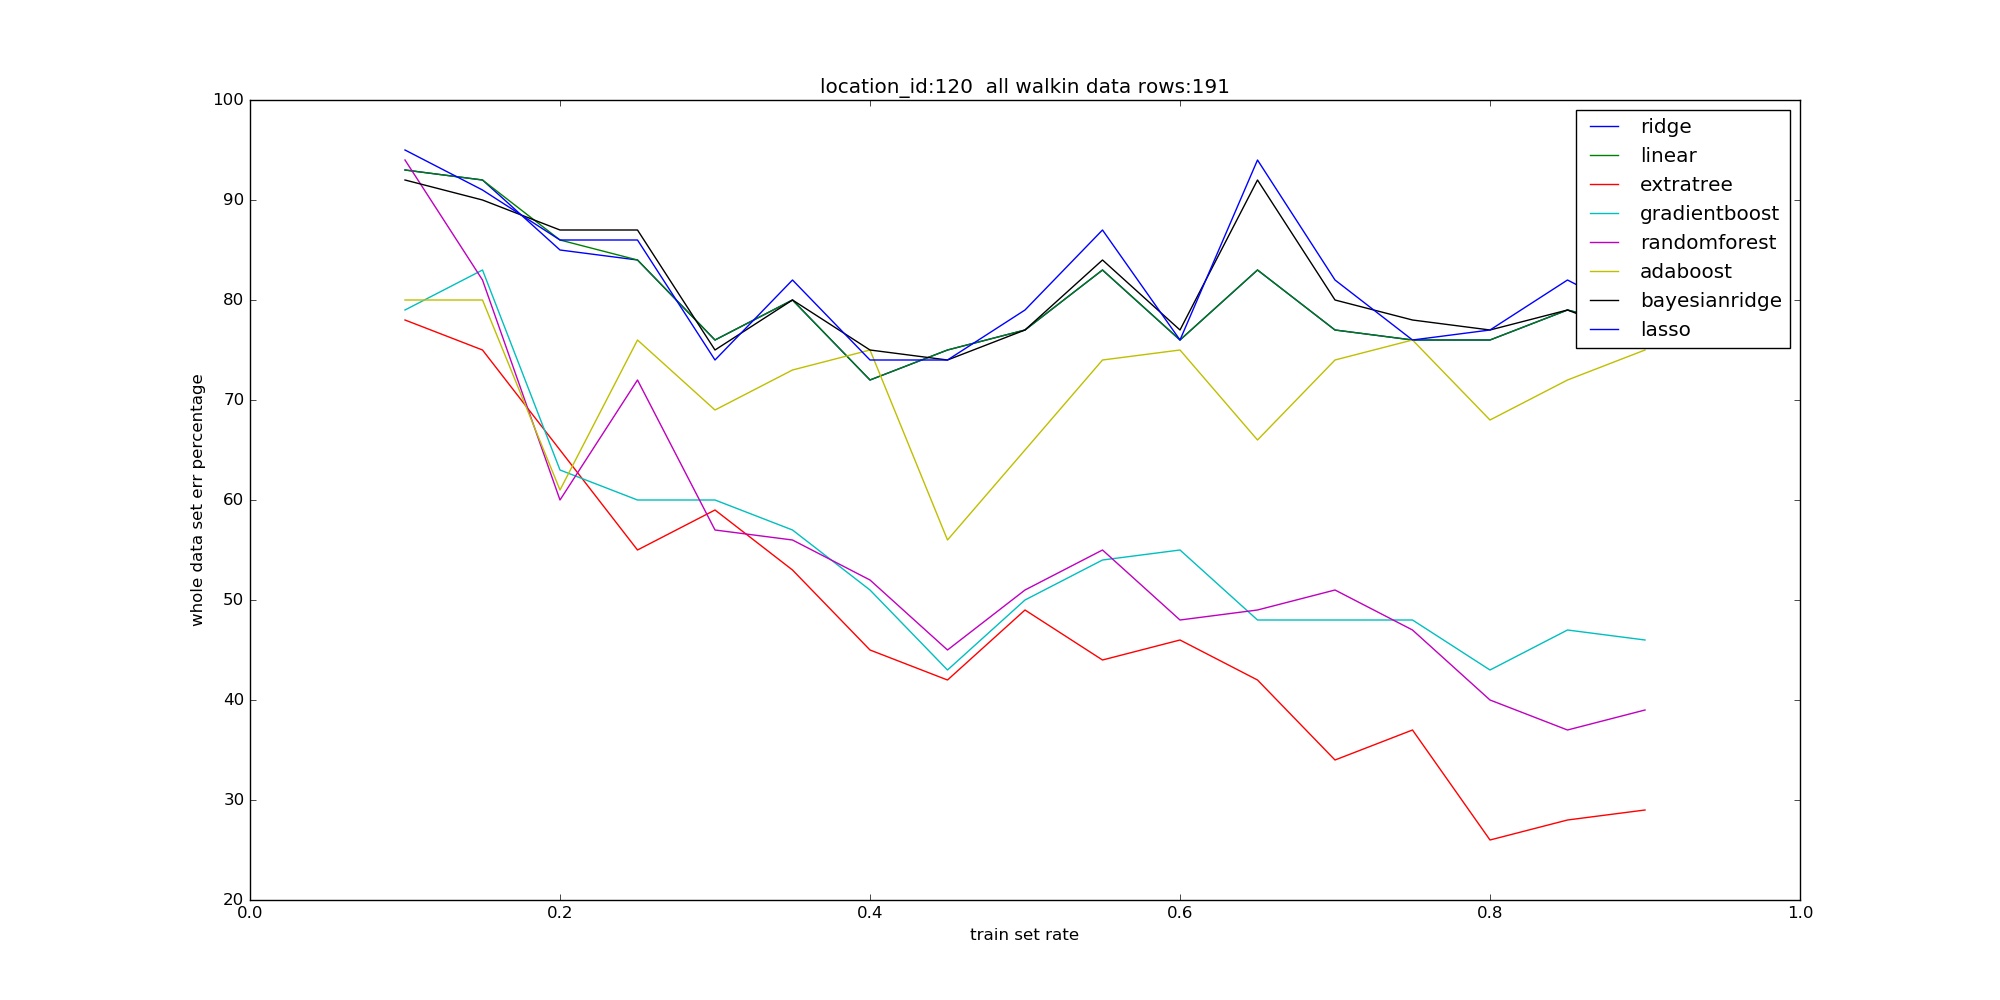 location_id:120  all walkin data rows:191
100
90
80
70
60
50
40
30
20
whole data set err percentage
ridge
linear
extratree
gradientboost
randomforest
adaboost
bayesianridge
lasso
0.0 0.2 0.4 0.6 0.8 1.0
train set rate